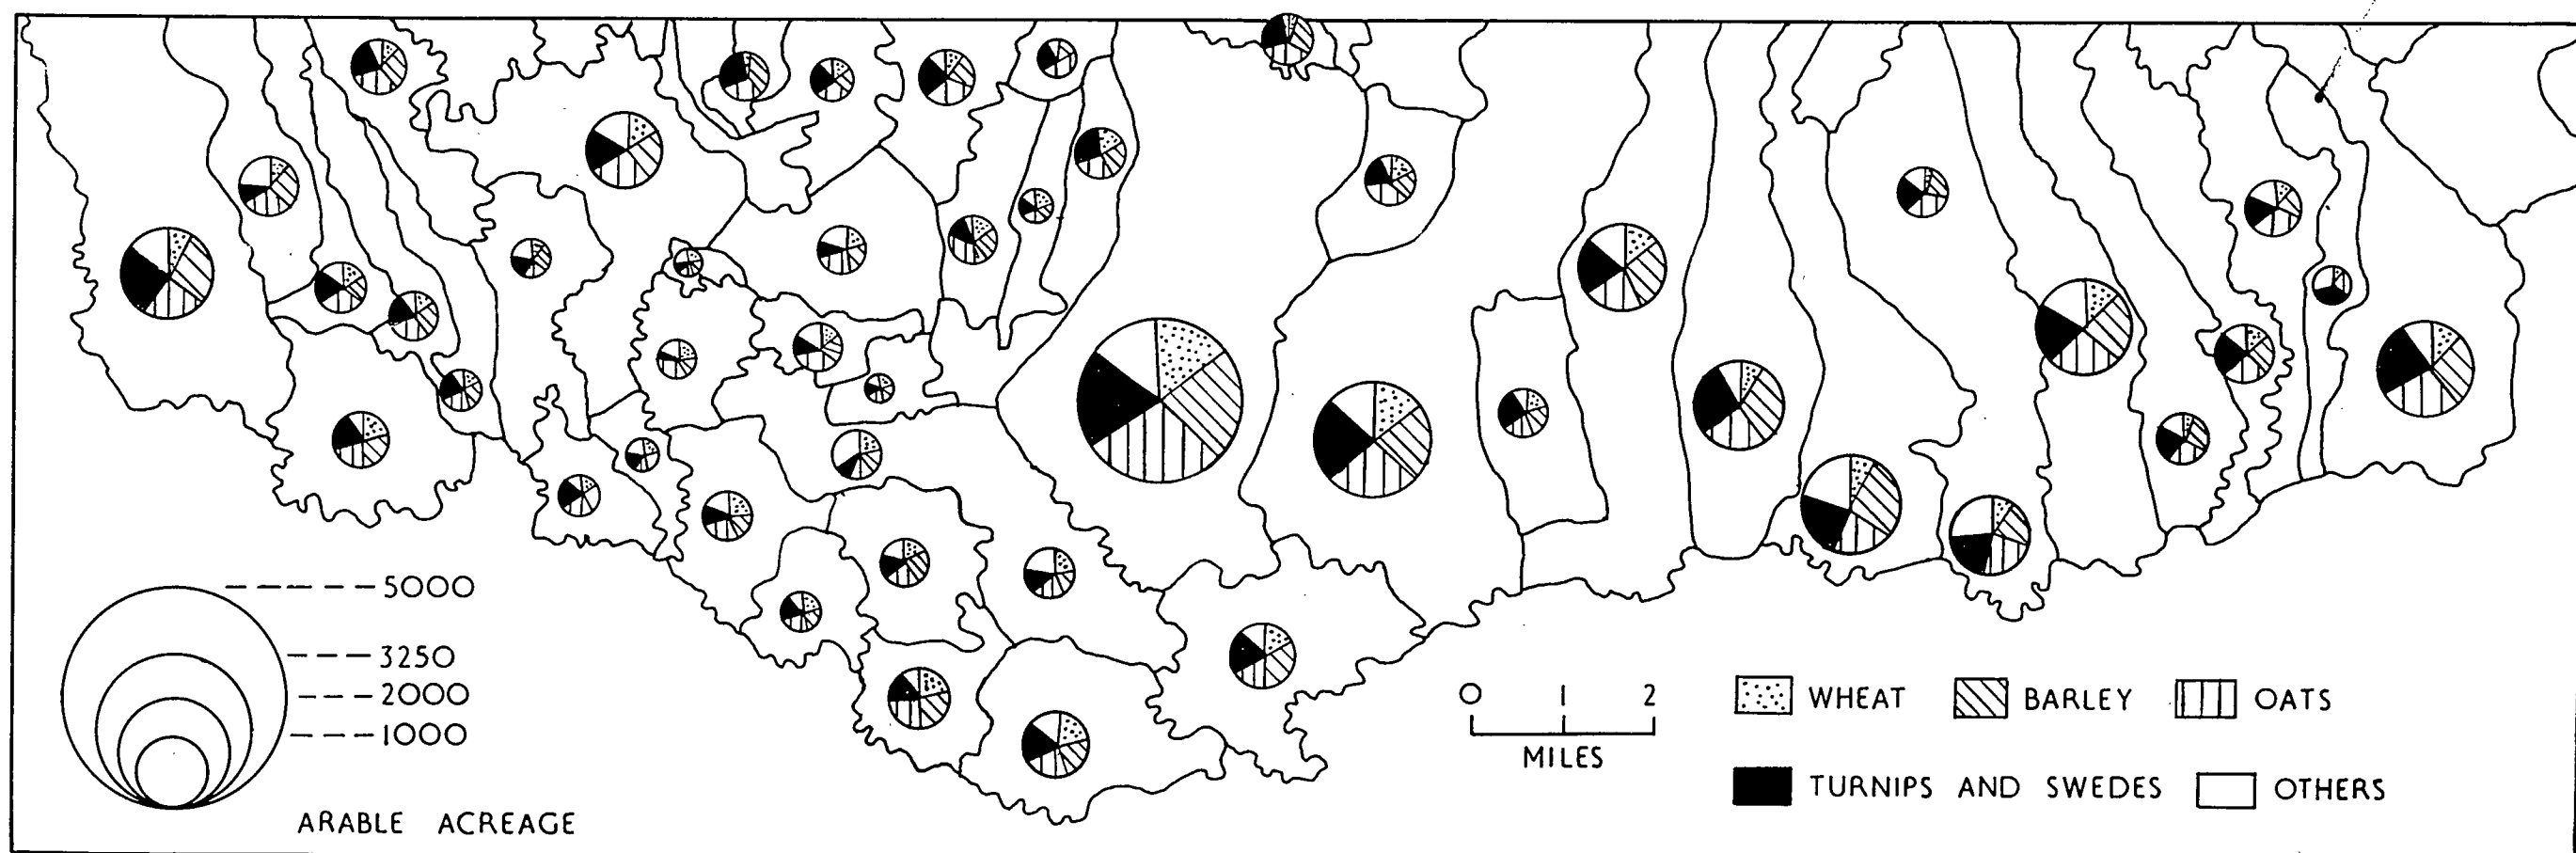 5000
3250
2000
1000
ARABLE ACREAGE
0 1 2
MILES
WHEAT BARLEY OATS
TURNIPS AND SWEDES OTHERS